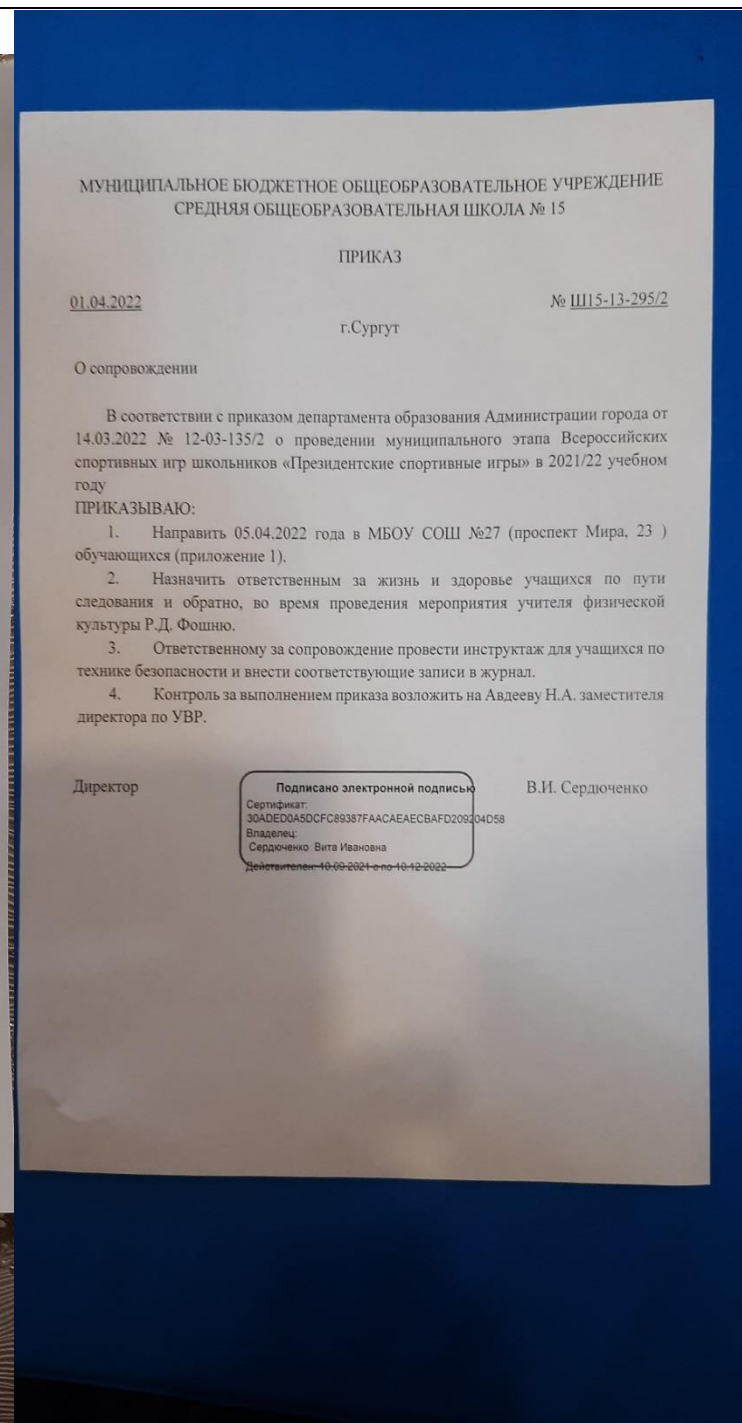 МУНИЦИПАЛЬНОЕ БЮДЖЕТНОЕ ОБЩЕОБРАЗОВАТЕЛЬНОЕ УЧРЕЖДЕНИЕ
СРЕДНЯЯ ОБЩЕОБРАЗОВАТЕЛЬНАЯ ШКОЛА № 15
ПРИКАЗ
01.04.2022 № Ш15-13-295/2
г.Сургут
О сопровождении
В соответствии с приказом департамента образования Администрации города от
14.03.2022 № 12-03-135/2 о проведении муниципального этапа Всероссийских
спортивных игр школьников «Президентские спортивные игры» в 2021/22 учебном
году
ПРИКАЗЫВАЮ:
1. Направить 05.04.2022 года в МБОУ СОШ №27 (проспект Мира, 23 )
обучающихся (приложение 1).
2. Назначить ответственным за жизнь и здоровье учащихся по пути
следования и обратно, во время проведения мероприятия учителя физической
культуры Р.Д. Фошню.
3. Ответственному за сопровождение провести инструктаж для учащихся по
технике безопасности и внести соответствующие записи в журнал.
4. Контроль за выполнением приказа возложить на Авдееву Н.А. заместителя
директора по УВР.
Директор
Подписано электронной подписью
Сертификат:
30ADED0A5DCFC89387FAACAEAECBAFD209204D58
Владелец:
Сердюченко Вита Ивановна
Действителен: 10.09.2021 с по 10.12.2022
В.И. Сердюченко